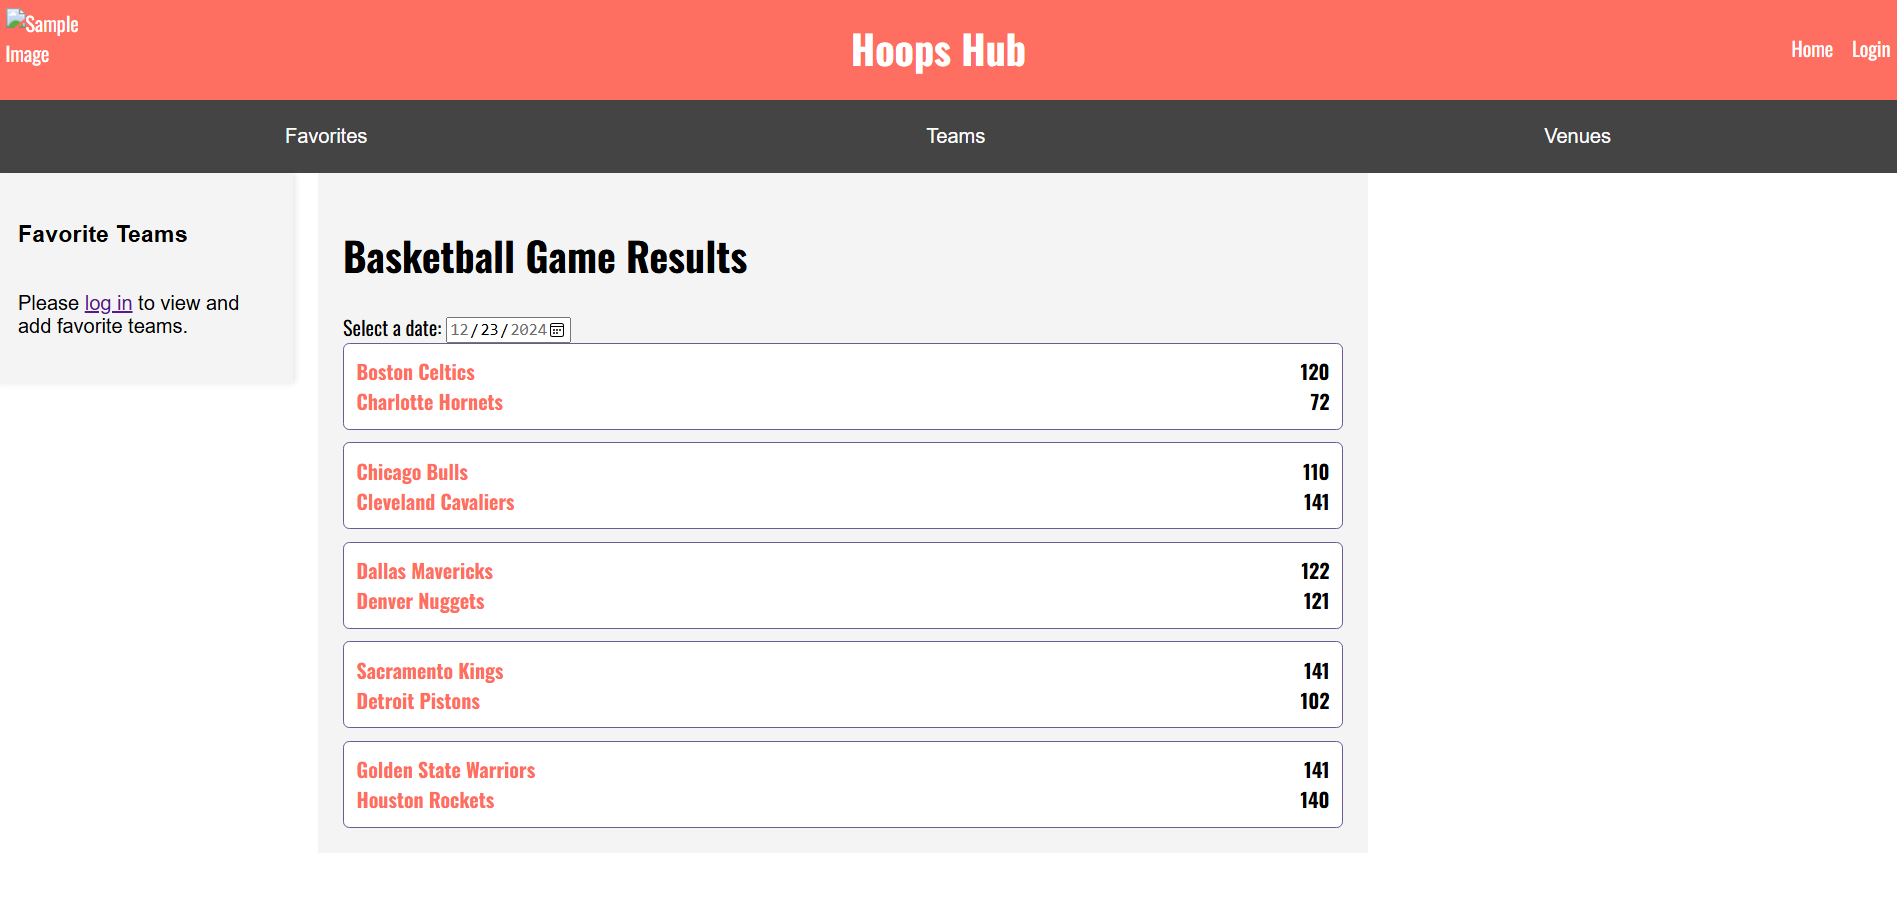 Sample
Image
Hoops Hub
Home Login
Favorites Teams Venues
Favorite Teams
Please log in to view and
add favorite teams.
Basketball Game Results
Select a date: 12/23/2024
Boston Celtics 120
Charlotte Hornets 72
Chicago Bulls 110
Cleveland Cavaliers 141
Dallas Mavericks 122
Denver Nuggets 121
Sacramento Kings 141
Detroit Pistons 102
Golden State Warriors 141
Houston Rockets 140